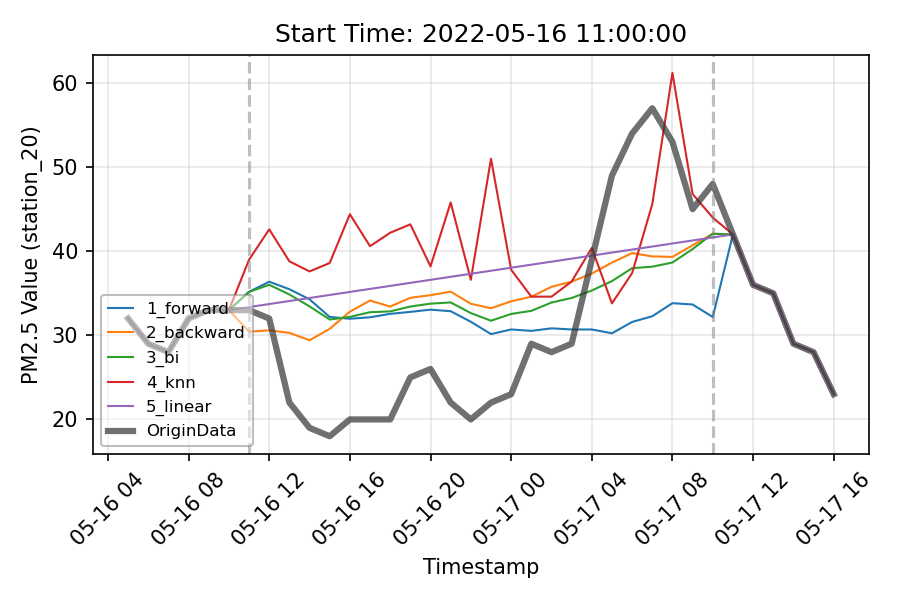 Start Time: 2022-05-16 11:00:00
PM2.5 Value (station_20)
60
50
40
30
20
1_forward
2_backward
3_bi
4_knn
5_linear
OriginData
05-16 04
05-16 08
05-16 12
05-16 16
05-16 20
05-17 00
05-17 04
05-17 08
05-17 12
05-17 16
Timestamp